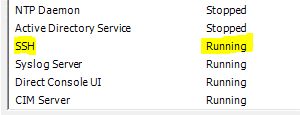 NTP Daemon Stopped
Active Directory Service Stopped
SSH Running
Syslog Server Running
Direct Console UI Running
CIM Server Running